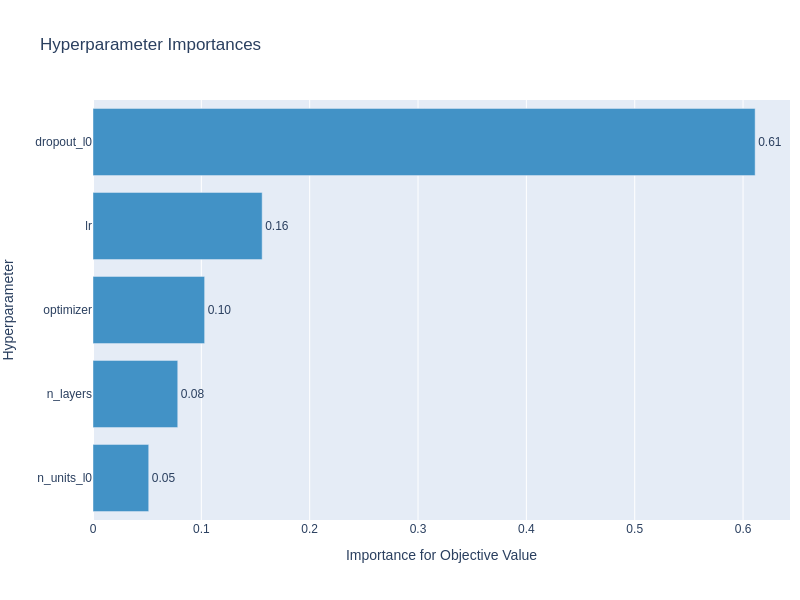 Hyperparameter Importances
Hyperparameter
dropout_l0 0.61
lr 0.16
optimizer 0.10
n_layers 0.08
n_units_l0 0.05
0 0.1 0.2 0.3 0.4 0.5 0.6
Importance for Objective Value